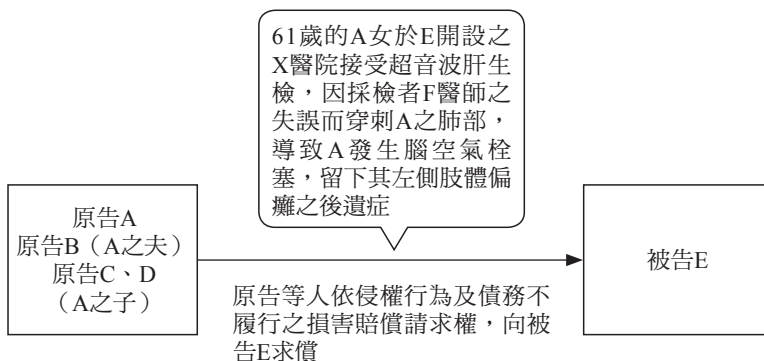 61歲的A女於E開設之
X醫院接受超音波肝生
檢，因採檢者F醫師之
失誤而穿刺A之肺部，
導致A發生腦空氣栓
塞，留下其左側肢體偏
癱之後遺症
原告A
原告B（A之夫）
原告C、D
（A之子）
原告等人依侵權行為及債務不
履行之損害賠償請求權，向被
告E求償
被告E